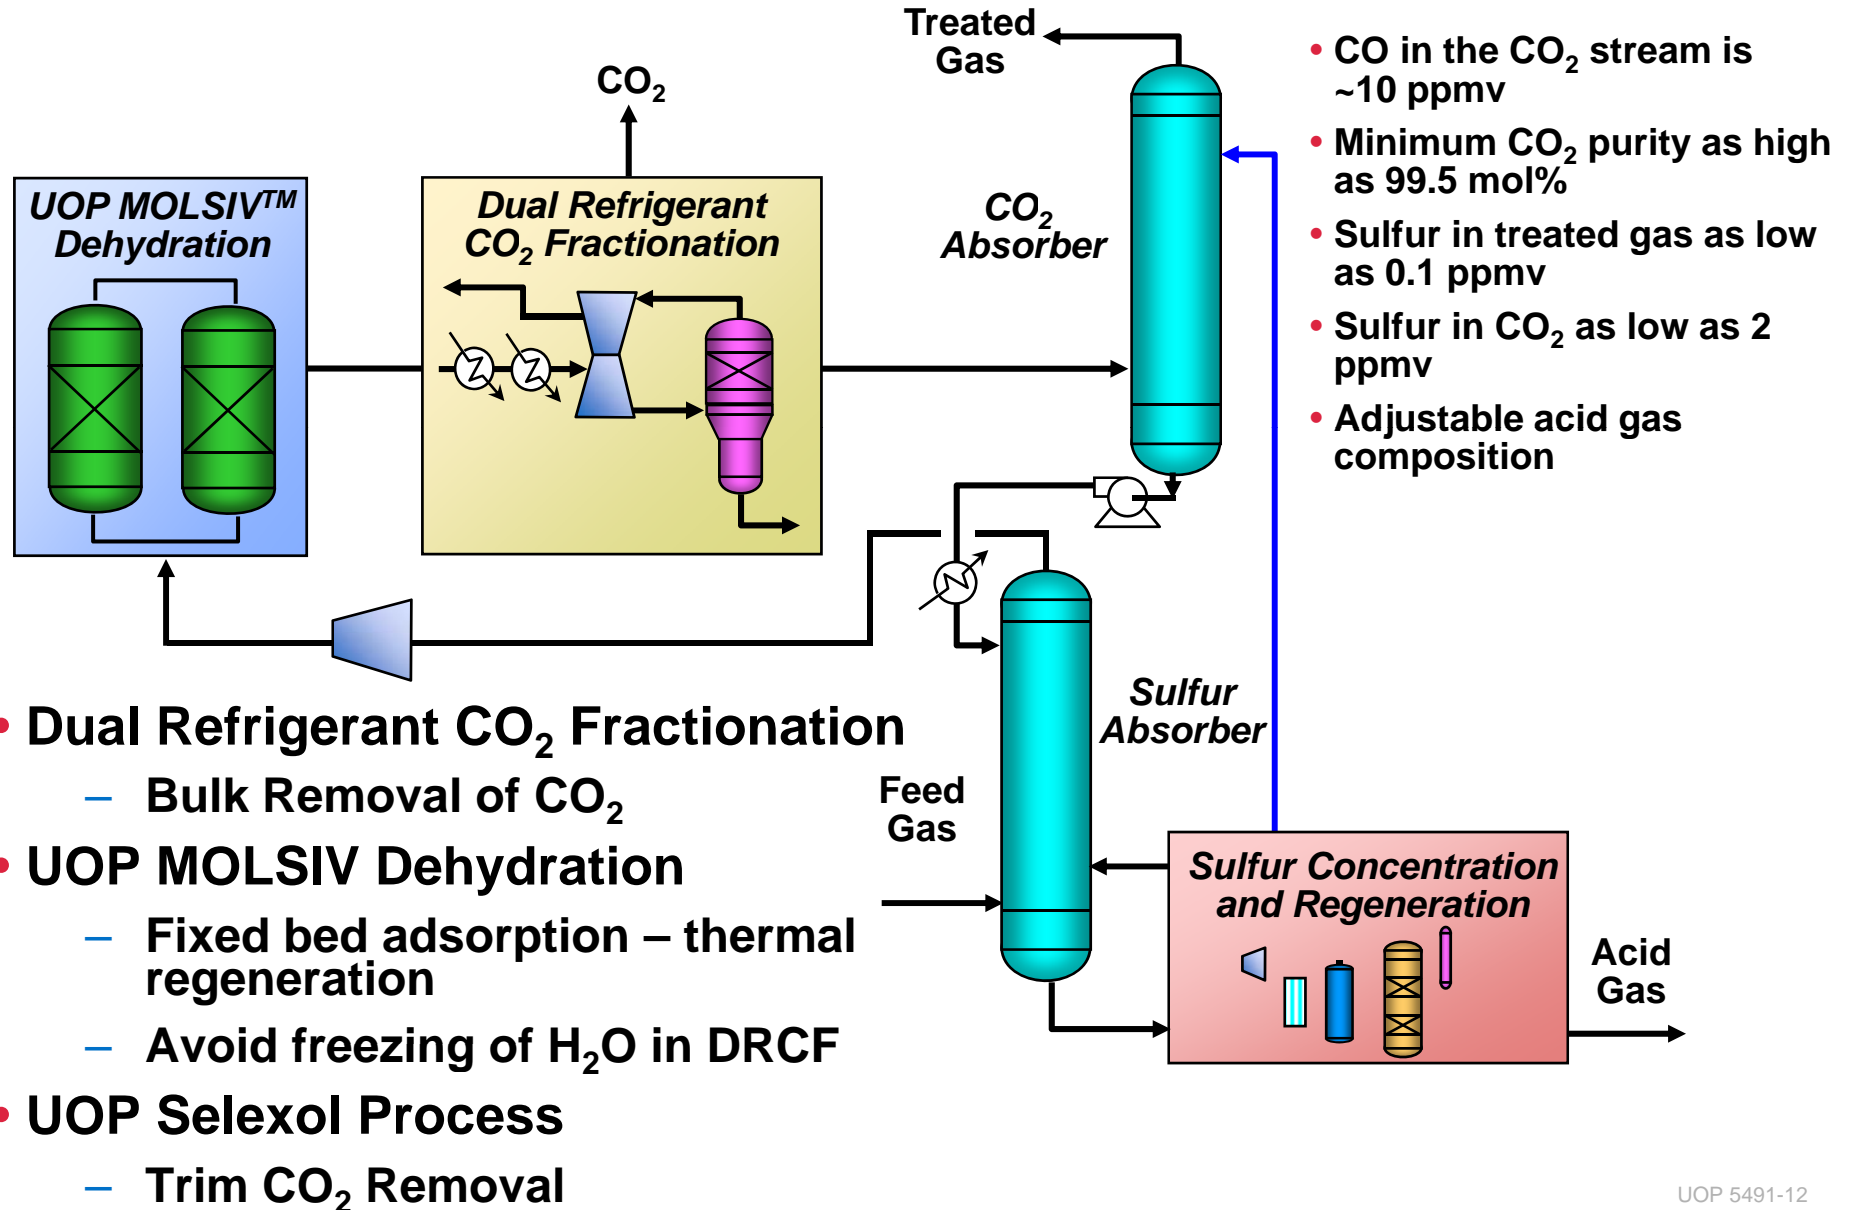 Treated
Gas
CO₂
UOP MOLSIV™
Dehydration
Dual Refrigerant
CO₂ Fractionation
CO₂
Absorber
• CO in the CO₂ stream is
~10 ppmv
• Minimum CO₂ purity as high
as 99.5 mol%
• Sulfur in treated gas as low
as 0.1 ppmv
• Sulfur in CO₂ as low as 2
ppmv
• Adjustable acid gas
composition
Sulfur
Absorber
Feed
Gas
Sulfur Concentration
and Regeneration
Acid
Gas
• Dual Refrigerant CO₂ Fractionation
– Bulk Removal of CO₂
• UOP MOLSIV Dehydration
– Fixed bed adsorption – thermal
regeneration
– Avoid freezing of H₂O in DRCF
• UOP Selexol Process
– Trim CO₂ Removal
UOP 5491-12